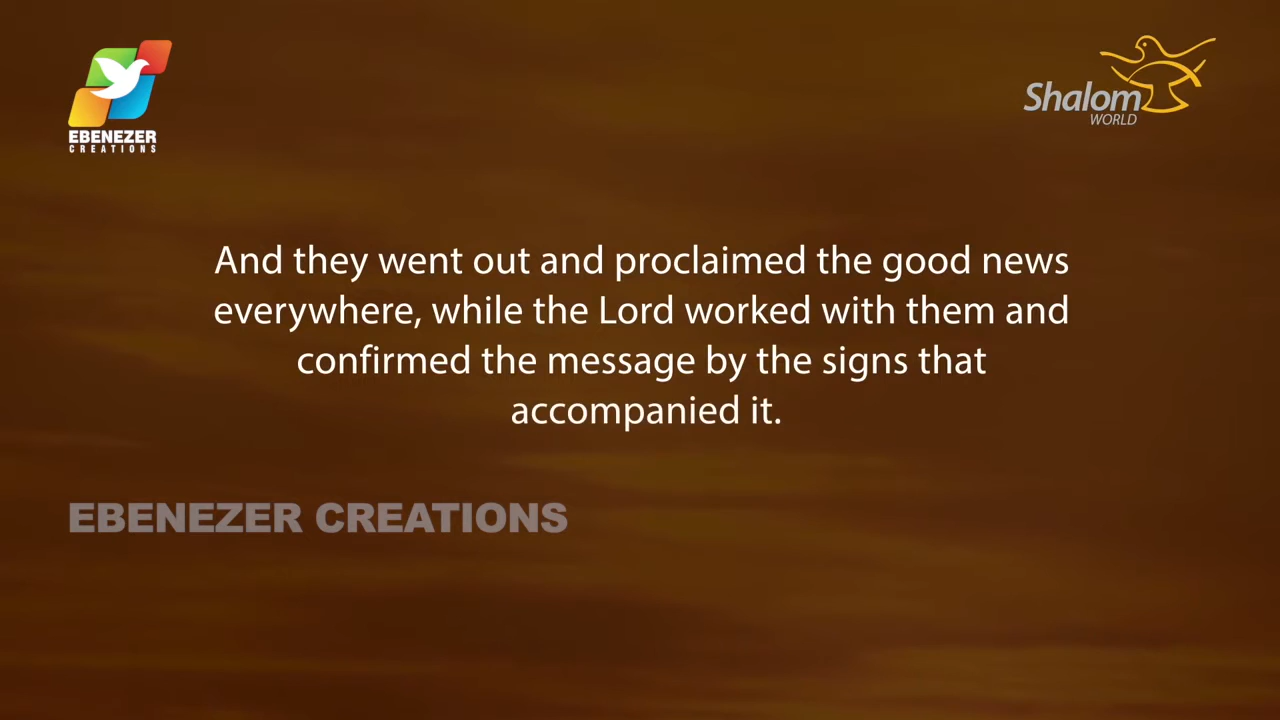 EBENEZER
CREATIONS
Shalom
WORLD
And they went out and proclaimed the good news
everywhere, while the Lord worked with them and
confirmed the message by the signs that
accompanied it.
EBENEZER CREATIONS